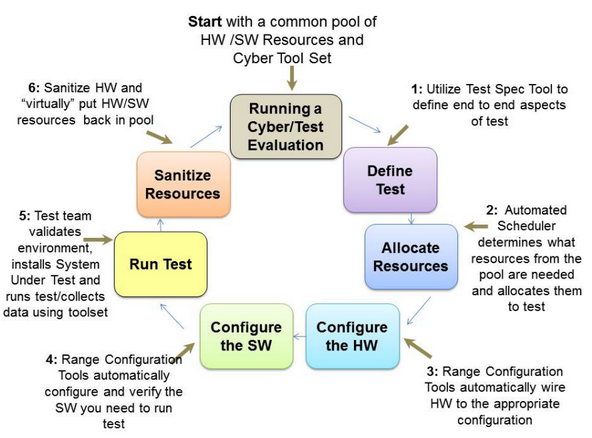 Start with a common pool of
HW /SW Resources and
Cyber Tool Set
6: Sanitize HW and
“virtually” put HW/SW
resources back in pool
Running a
Cyber/Test
Evaluation
1: Utilize Test Spec Tool to
define end to end aspects
of test
Sanitize
Resources
Define
Test
5: Test team
validates
environment,
installs System
Under Test and
runs test/collects
data using toolset
Run Test
Allocate
Resources
2: Automated
Scheduler
determines what
resources from the
pool are needed
and allocates them
to test
Configure
the SW
Configure
the HW
4: Range Configuration
Tools automatically
configure and verify the
SW you need to run
test
3: Range Configuration
Tools automatically wire
HW to the appropriate
configuration